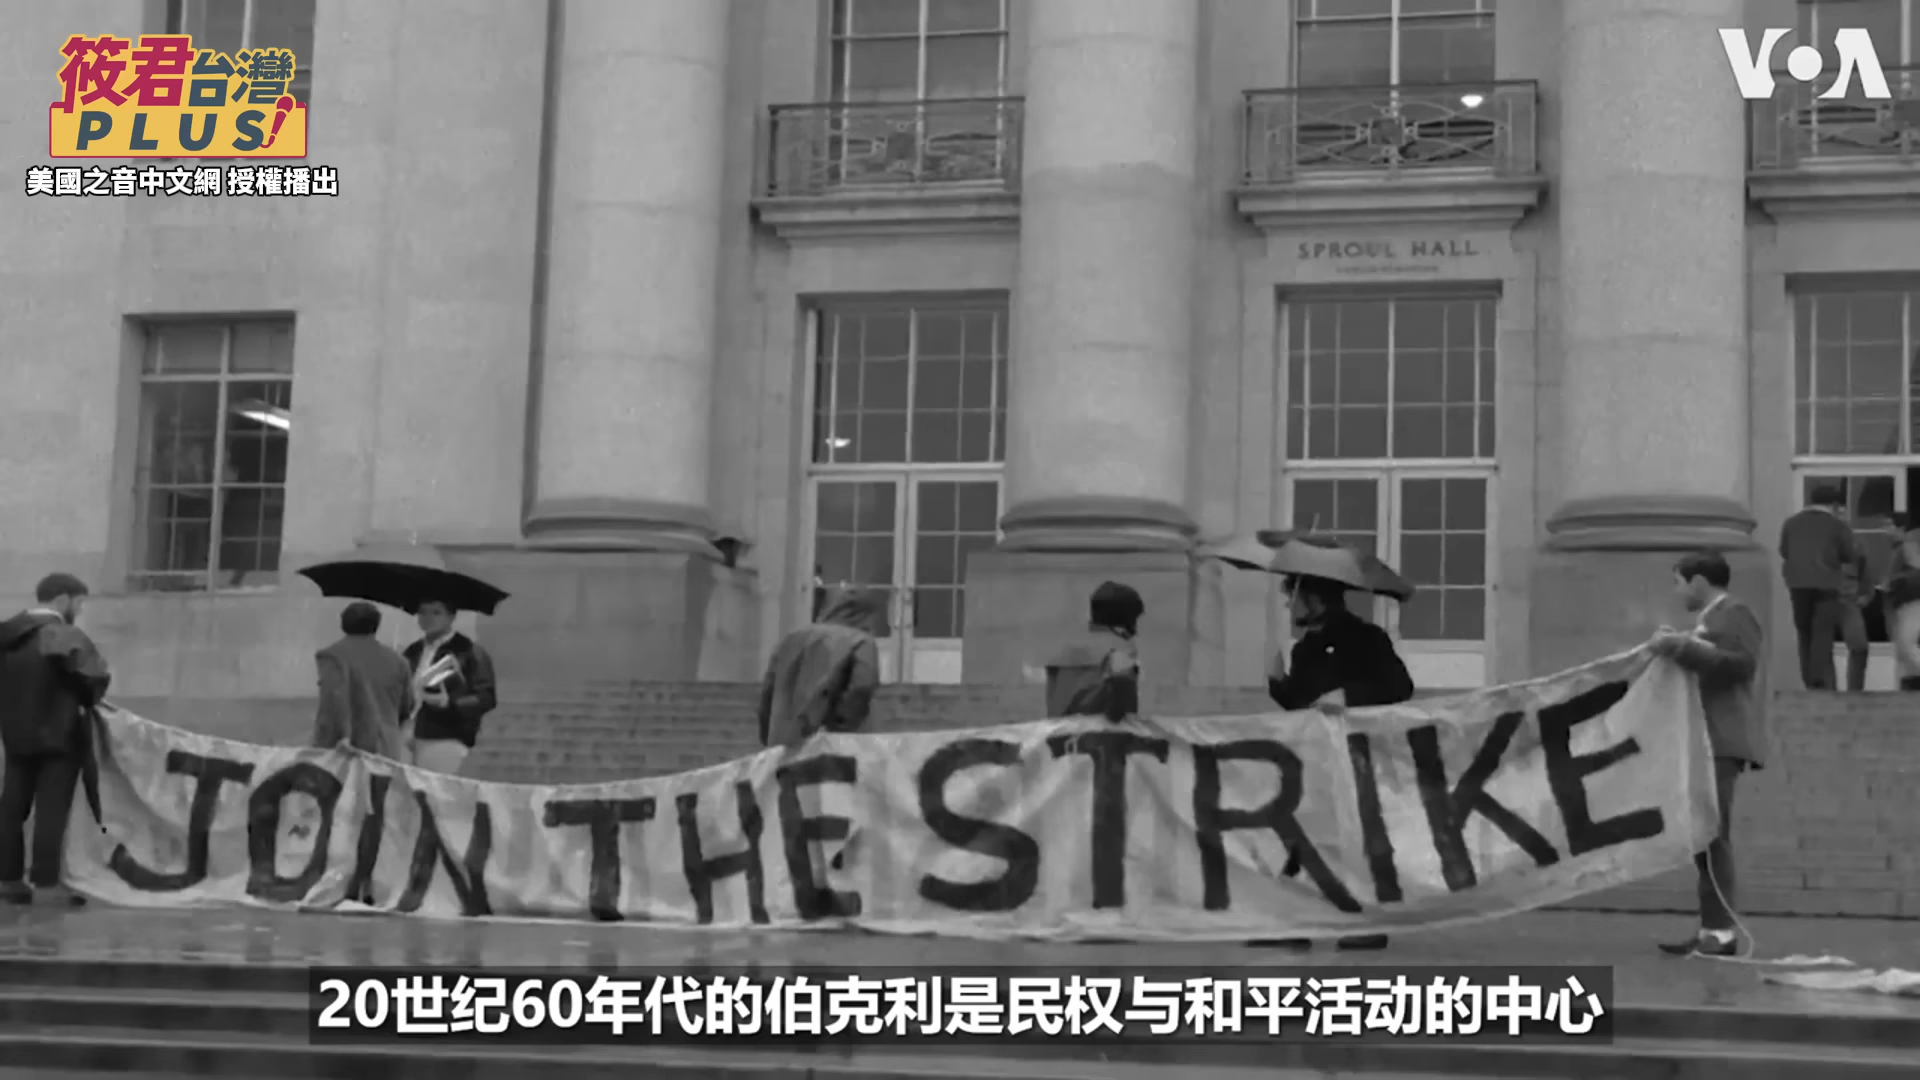 筱君台灣
PLUS!
美國之音中文網 授權播出
VOA
SPROUL HALL
JOIN THE STRIKE
20世纪60年代的伯克利是民权与和平活动的中心